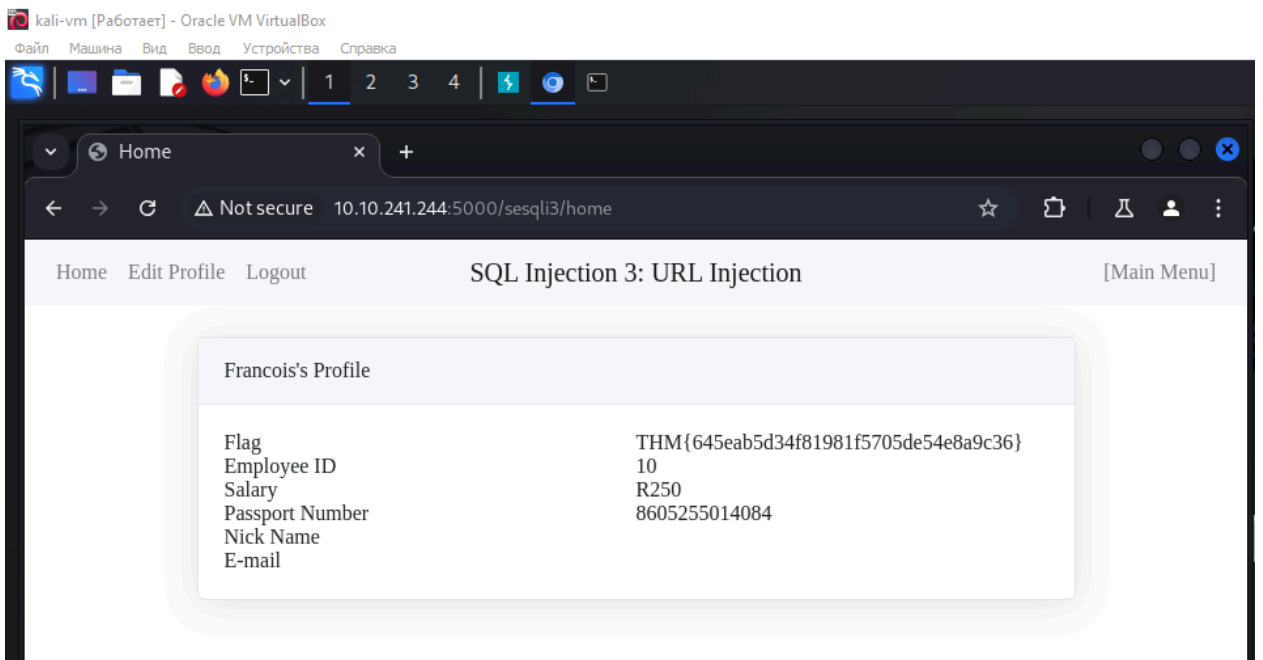 kali-vm [Работает] - Oracle VM VirtualBox
Файл Машина Вид Ввод Устройства Справка
1 2 3 4
Home
Not secure 10.10.241.244:5000/sesqli3/home
Home Edit Profile Logout SQL Injection 3: URL Injection [Main Menu]
Francois's Profile
Flag THM{645eab5d34f81981f5705de54e8a9c36}
Employee ID 10
Salary R250
Passport Number 8605255014084
Nick Name
E-mail